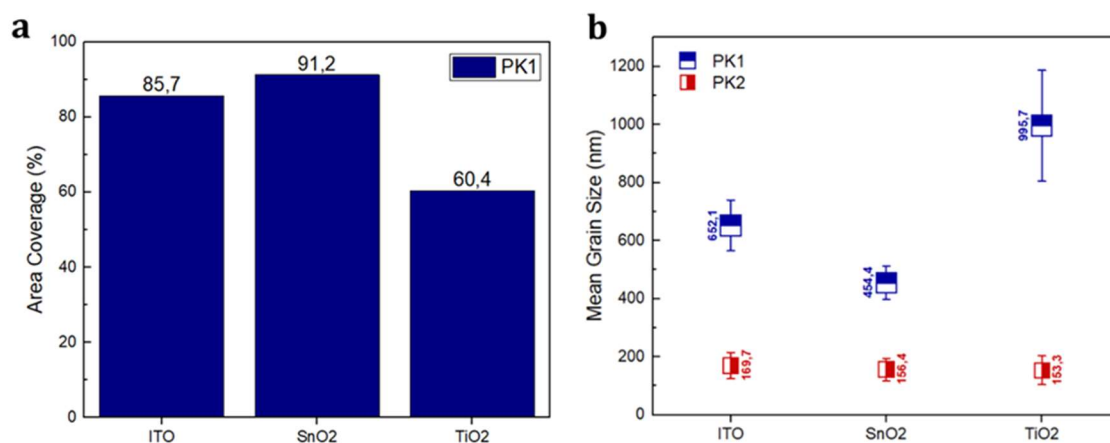 a
Area Coverage (%)
100
80
60
40
20
0
PK1
85,7
91,2
60,4
ITO
SnO2
TiO2
b
Mean Grain Size (nm)
1200
1000
800
600
400
200
0
PK1
PK2
652,1
454,4
995,7
169,7
156,4
153,3
ITO
SnO2
TiO2